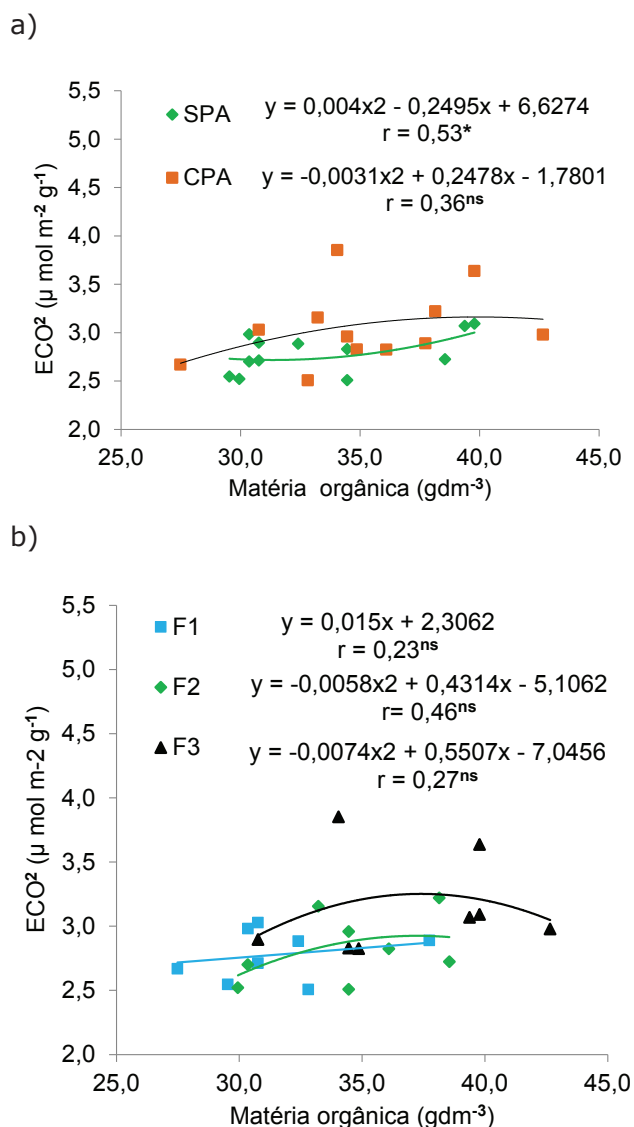 a)
5,5
5,0
4,5
4,0
3,5
3,0
2,5
2,0
ECO² (µ mol m⁻² g⁻¹)
SPA
y = 0,004x2 - 0,2495x + 6,6274
r = 0,53*
CPA
y = -0,0031x2 + 0,2478x - 1,7801
r = 0,36ⁿˢ
25,0 30,0 35,0 40,0 45,0
Matéria orgânica (gdm⁻³)
b)
5,5
5,0
4,5
4,0
3,5
3,0
2,5
2,0
ECO² (µ mol m-2 g⁻¹)
F1
y = 0,015x + 2,3062
r = 0,23ⁿˢ
F2
y = -0,0058x2 + 0,4314x - 5,1062
r= 0,46ⁿˢ
F3
y = -0,0074x2 + 0,5507x - 7,0456
r = 0,27ⁿˢ
25,0 30,0 35,0 40,0 45,0
Matéria orgânica (gdm⁻³)